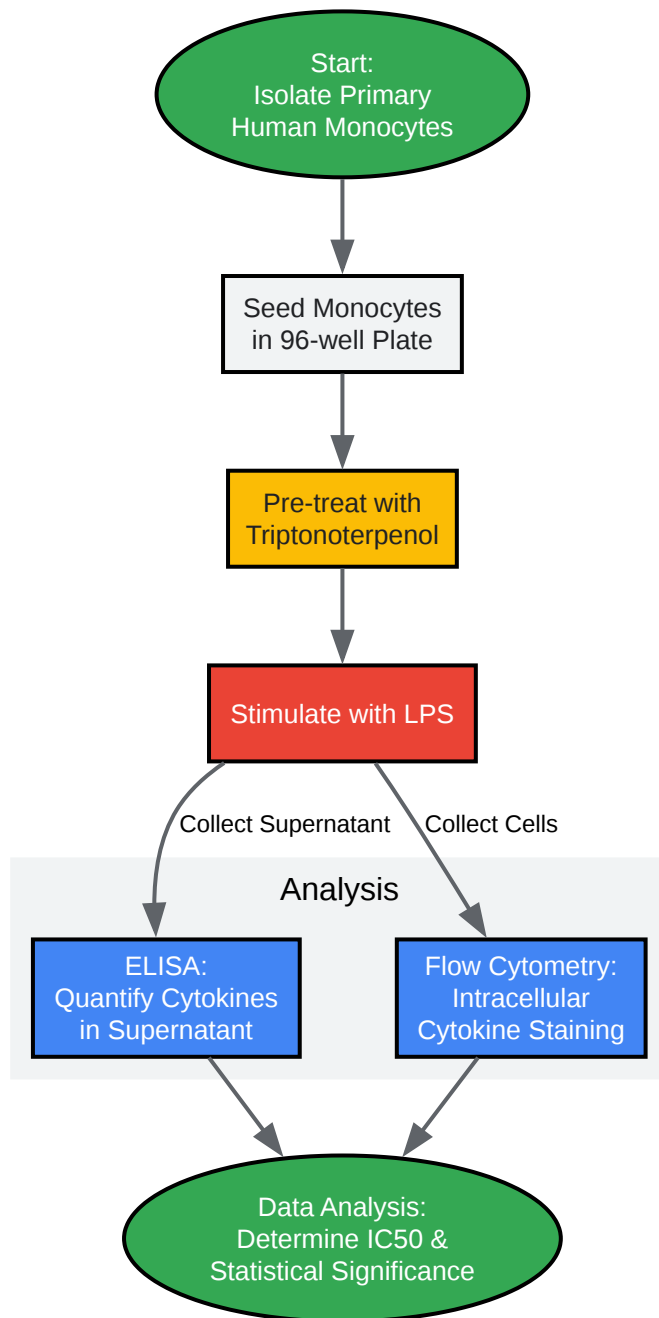 Start:
Isolate Primary
Human Monocytes
Seed Monocytes
in 96-well Plate
Pre-treat with
Triptonoterpenol
Stimulate with LPS
Collect Supernatant
Collect Cells
Analysis
ELISA:
Quantify Cytokines
in Supernatant
Flow Cytometry:
Intracellular
Cytokine Staining
Data Analysis:
Determine IC50 &
Statistical Significance